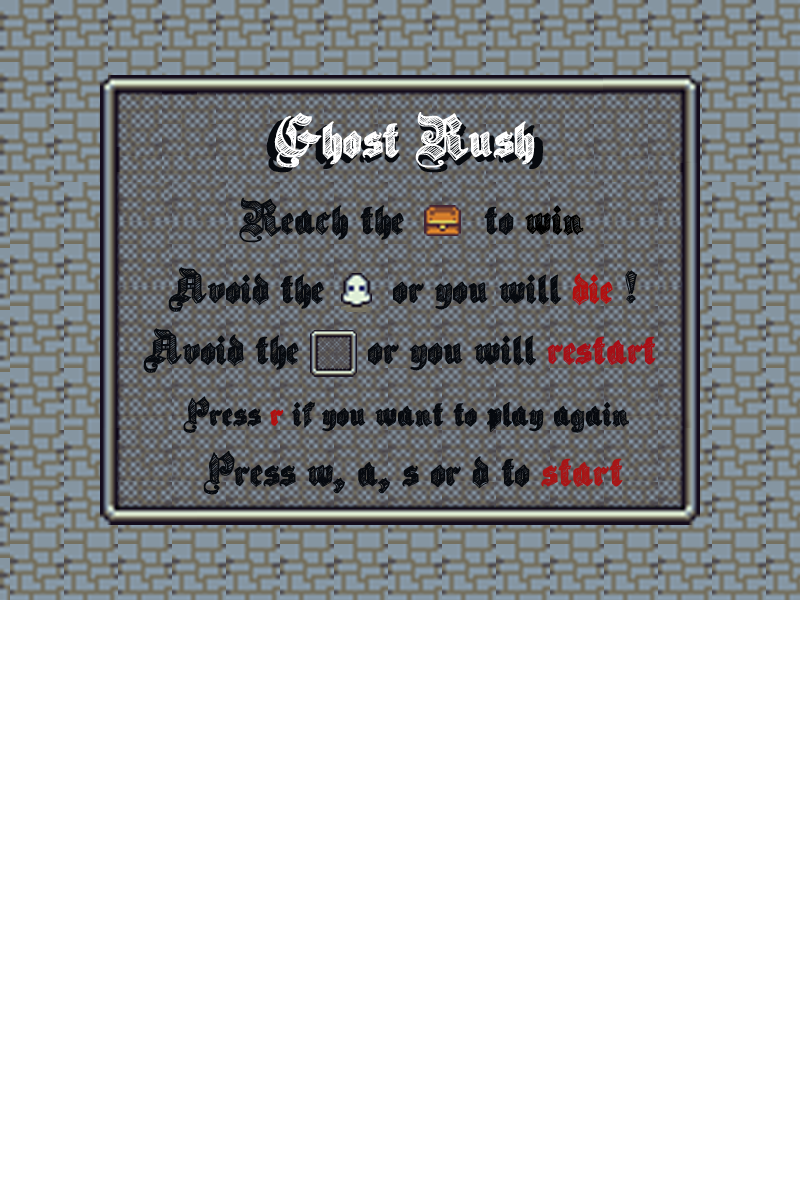 Ghost Rush
Reach the to win
Avoid the or you will die !
Avoid the or you will restart
Press r if you want to play again
Press w, a, s or d to start